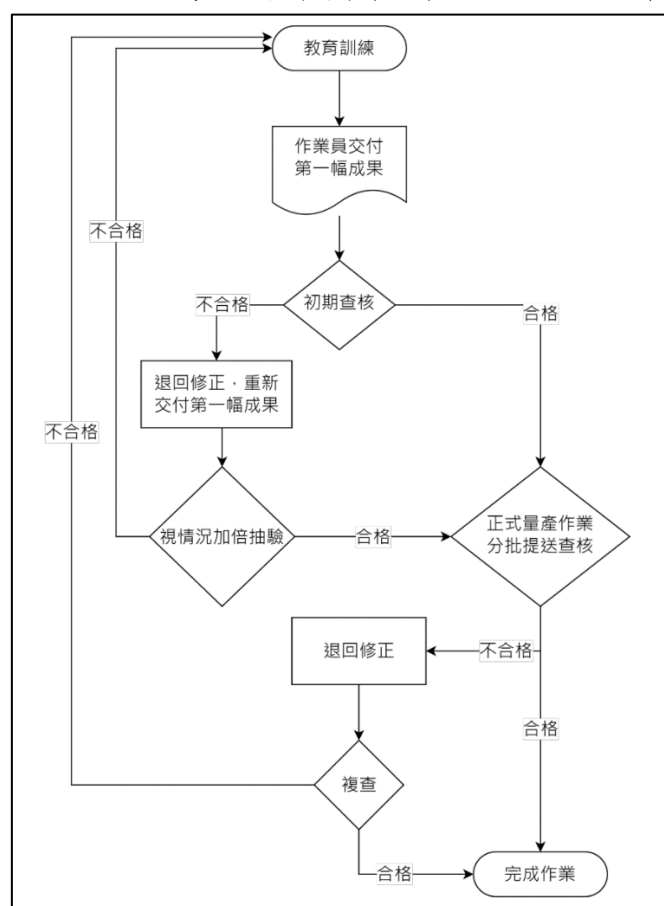 教育訓練
作業員交付
第一幅成果
不合格
初期查核
不合格
合格
退回修正，重新
交付第一幅成果
不合格
視情況加倍抽驗
合格
正式量產作業
分批提送查核
退回修正
不合格
合格
複查
合格
完成作業